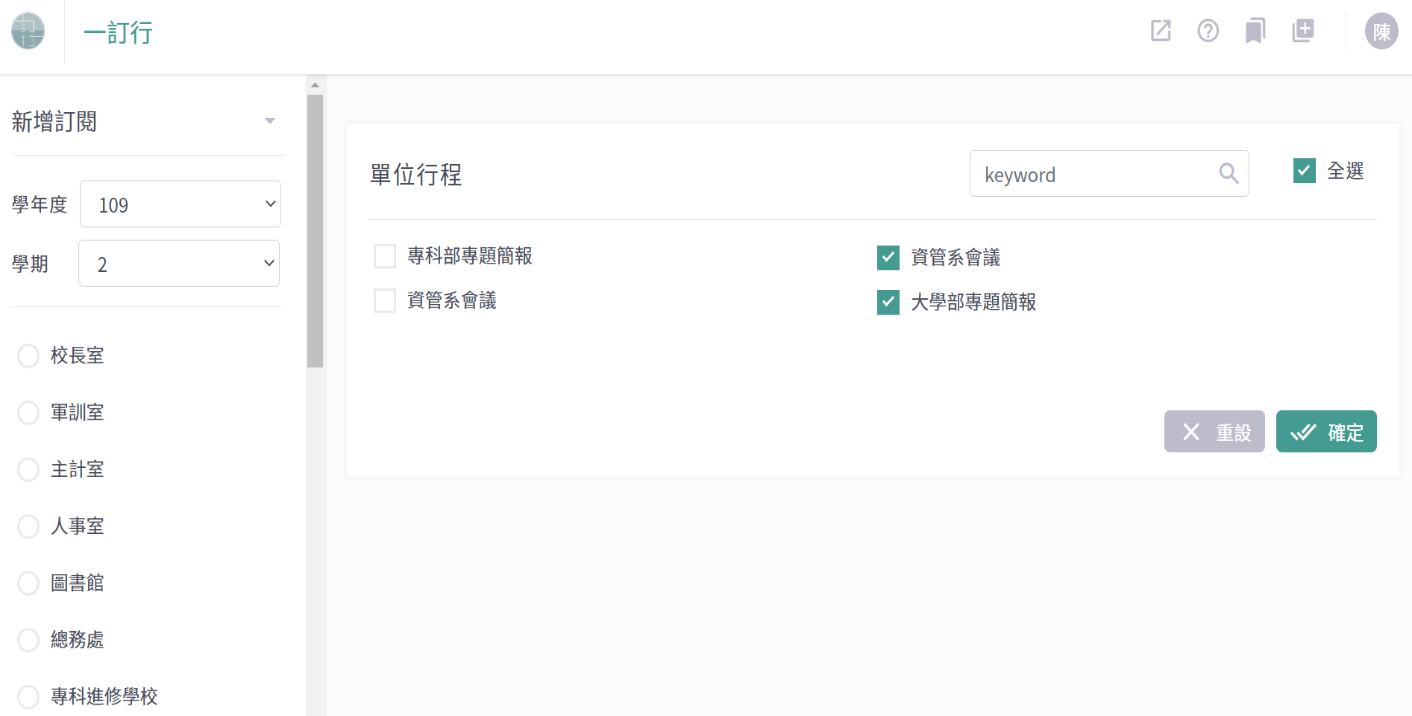 一訂行
陳
新增訂閱
學年度 109
學期 2
校長室
軍訓室
主計室
人事室
圖書館
總務處
專科進修學校
單位行程
keyword
全選
專科部專題簡報
資管系會議
資管系會議
大學部專題簡報
重設
確定